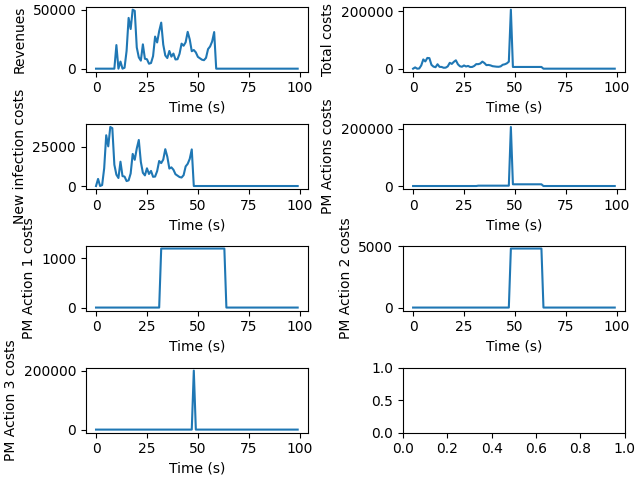 Revenues
50000
0
0 25 50 75 100
Time (s)
Total costs
200000
0
0 25 50 75 100
Time (s)
New infection costs
25000
0
0 25 50 75 100
Time (s)
PM Actions costs
200000
0
0 25 50 75 100
Time (s)
PM Action 1 costs
1000
0
0 25 50 75 100
Time (s)
PM Action 2 costs
5000
0
0 25 50 75 100
Time (s)
PM Action 3 costs
200000
0
0 25 50 75 100
Time (s)
1.0
0.5
0.0
0.0 0.2 0.4 0.6 0.8 1.0